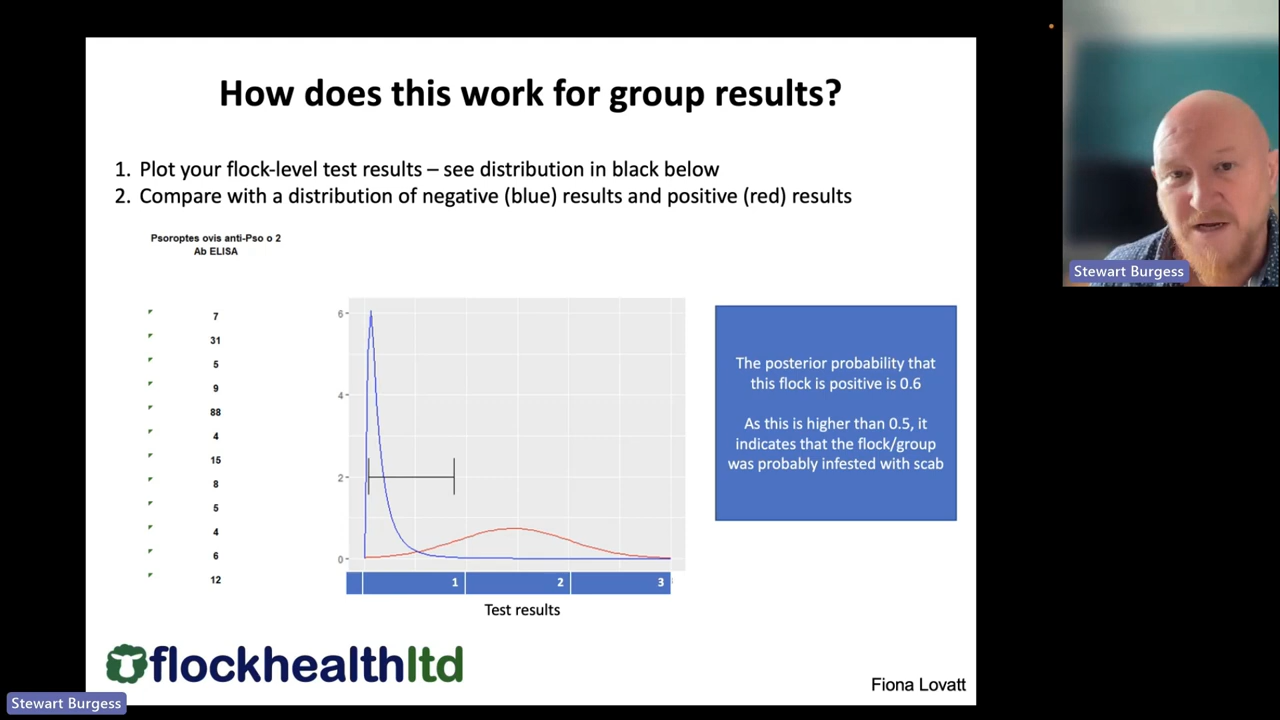 How does this work for group results?
1. Plot your flock-level test results – see distribution in black below
2. Compare with a distribution of negative (blue) results and positive (red) results
Psoroptes ovis anti-Pso o 2
Ab ELISA
7
31
5
9
88
4
15
8
5
4
6
12
6
4
2
0
1 2 3
Test results
The posterior probability that
this flock is positive is 0.6
As this is higher than 0.5, it
indicates that the flock/group
was probably infested with scab
flockhealthltd
Fiona Lovatt
Stewart Burgess
Stewart Burgess